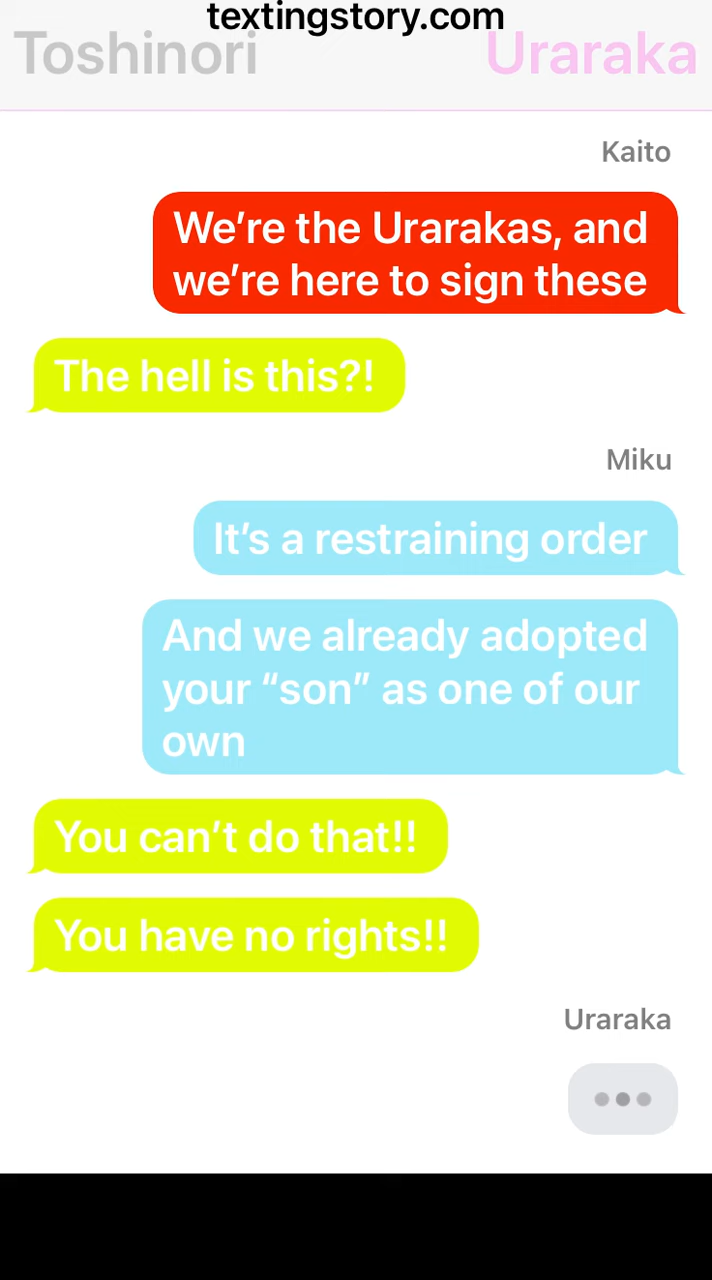 textingstory.com
Toshinori
Uraraka
Kaito
We’re the Urarakas, and
we’re here to sign these
The hell is this?!
Miku
It’s a restraining order
And we already adopted
your “son” as one of our
own
You can’t do that!!
You have no rights!!
Uraraka